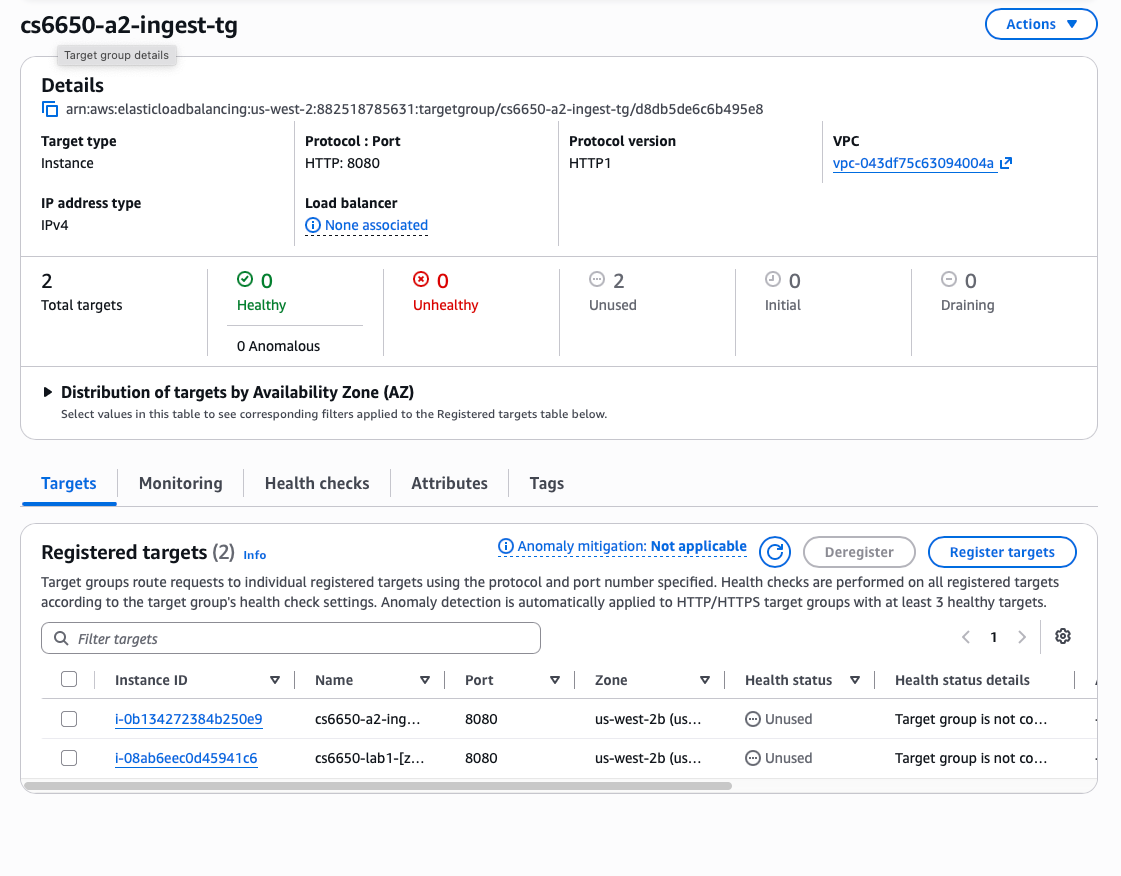 cs6650-a2-ingest-tg
Actions
Target group details
Details
arn:aws:elasticloadbalancing:us-west-2:882518785631:targetgroup/cs6650-a2-ingest-tg/d8db5de6c6b495e8
Target type
Instance
Protocol : Port
HTTP: 8080
Protocol version
HTTP1
VPC
vpc-043df75c63094004a
IP address type
IPv4
Load balancer
None associated
2
Total targets
0
Healthy
0 Anomalous
0
Unhealthy
2
Unused
0
Initial
0
Draining
Distribution of targets by Availability Zone (AZ)
Select values in this table to see corresponding filters applied to the Registered targets table below.
Targets Monitoring Health checks Attributes Tags
Registered targets (2) Info
Anomaly mitigation: Not applicable
Deregister
Register targets
Target groups route requests to individual registered targets using the protocol and port number specified. Health checks are performed on all registered targets
according to the target group's health check settings. Anomaly detection is automatically applied to HTTP/HTTPS target groups with at least 3 healthy targets.
Filter targets
1
Instance ID Name Port Zone Health status Health status details
i-0b134272384b250e9 cs6650-a2-ing... 8080 us-west-2b (us... Unused Target group is not co...
i-08ab6eec0d45941c6 cs6650-lab1-[z... 8080 us-west-2b (us... Unused Target group is not co...